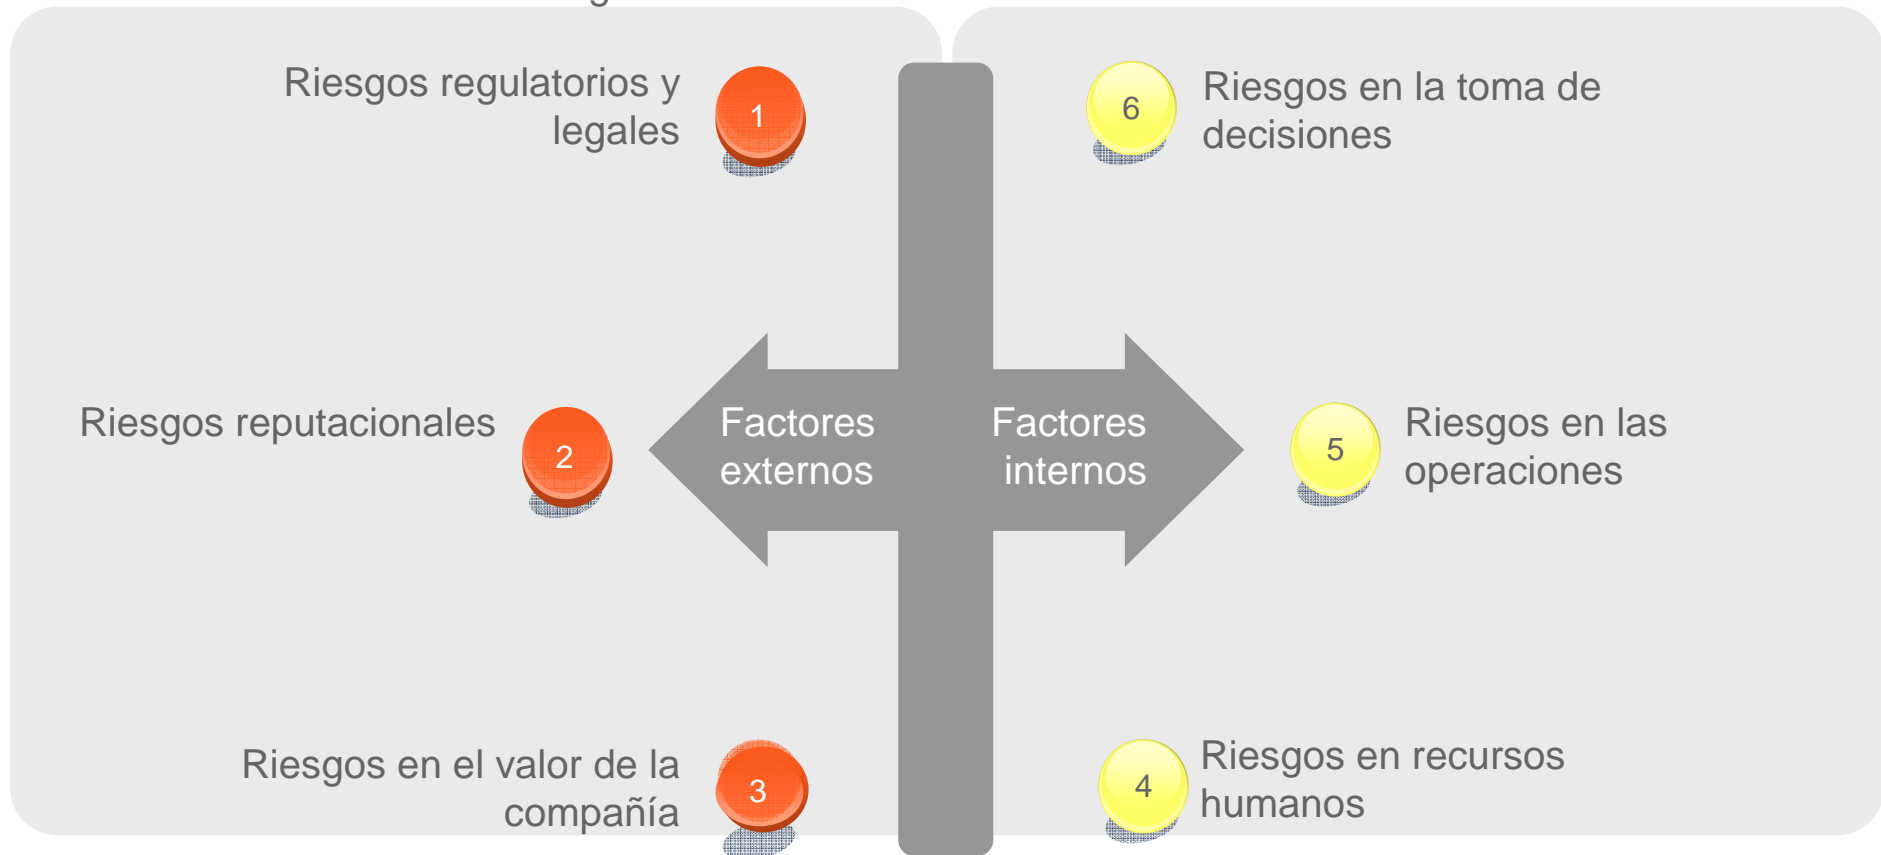 Riesgos regulatorios y
legales
1
Riesgos reputacionales
2
Riesgos en el valor de la
compañía
3
Factores
externos
Factores
internos
6
Riesgos en la toma de
decisiones
5
Riesgos en las
operaciones
4
Riesgos en recursos
humanos